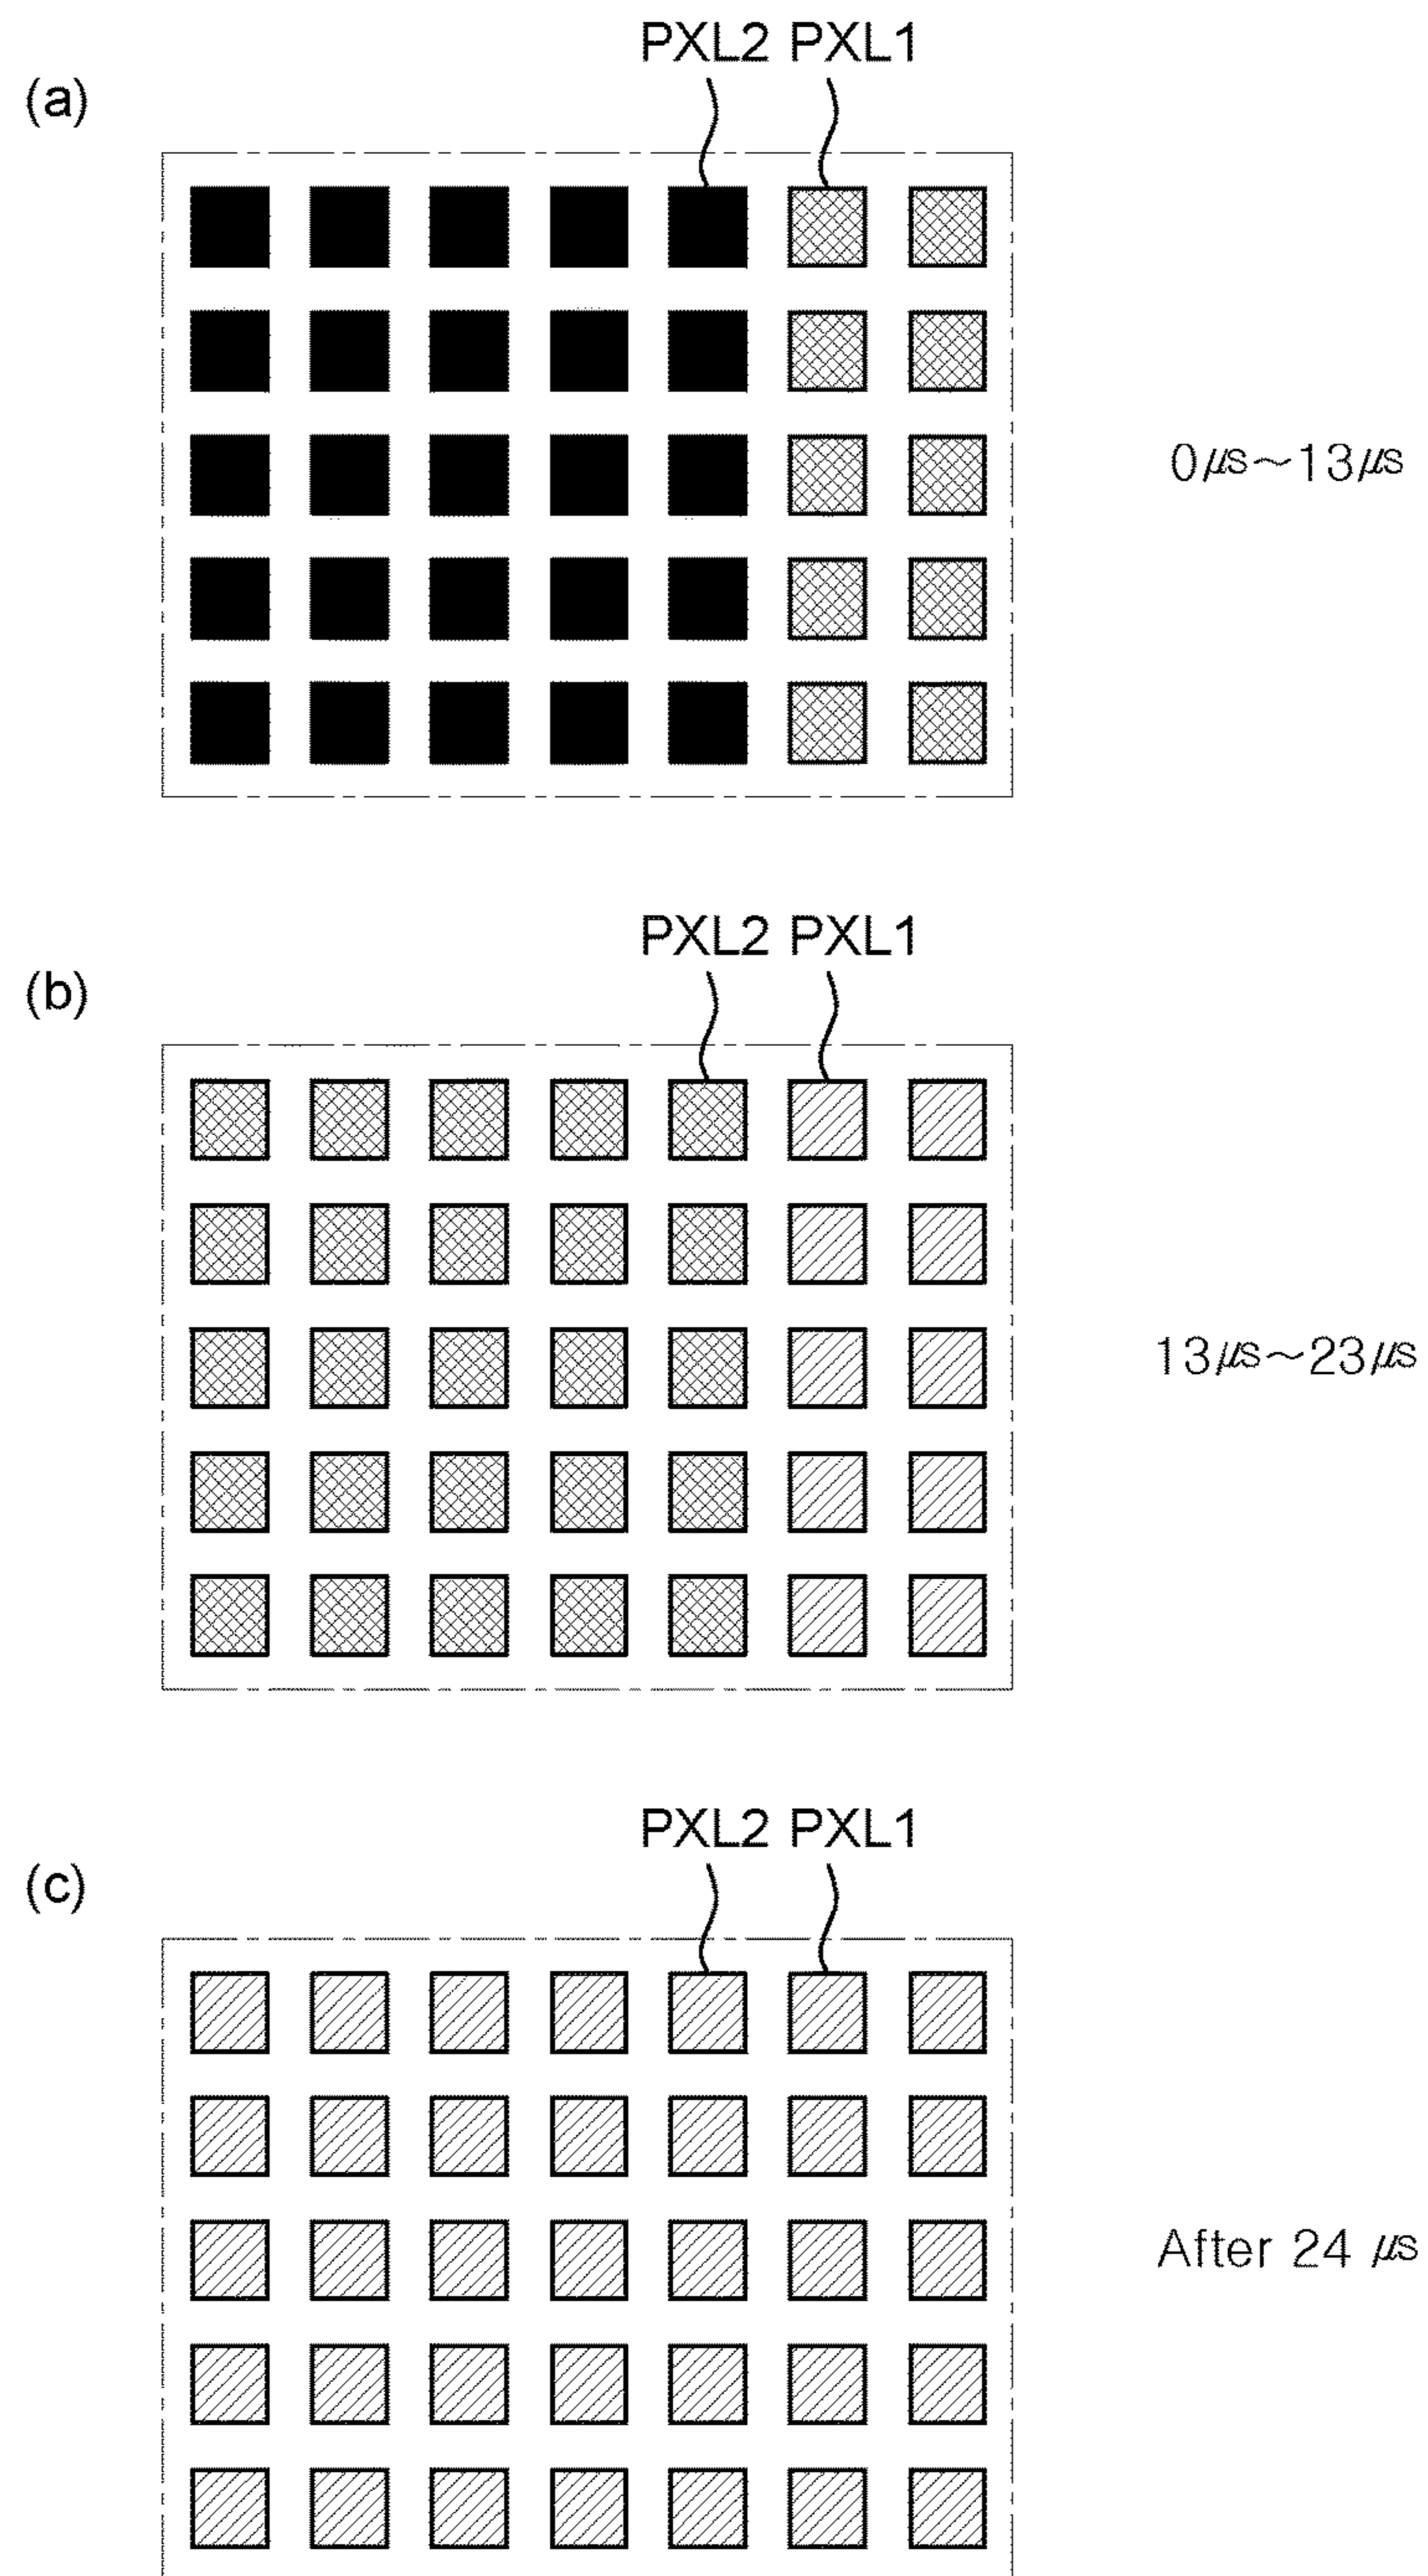 PXL2 PXL1
(a)
0μs~13μs
PXL2 PXL1
(b)
13μs~23μs
PXL2 PXL1
(c)
After 24 μs